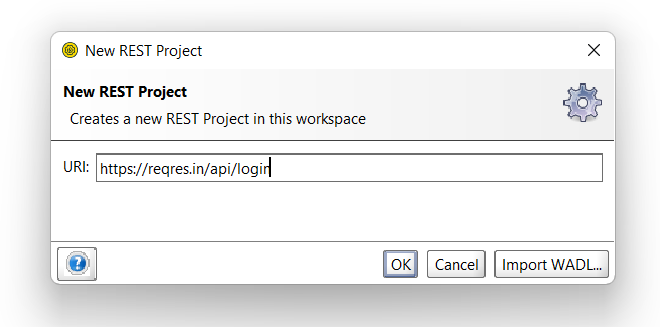 New REST Project
New REST Project
Creates a new REST Project in this workspace
URI: https://reqres.in/api/login
OK Cancel Import WADL...